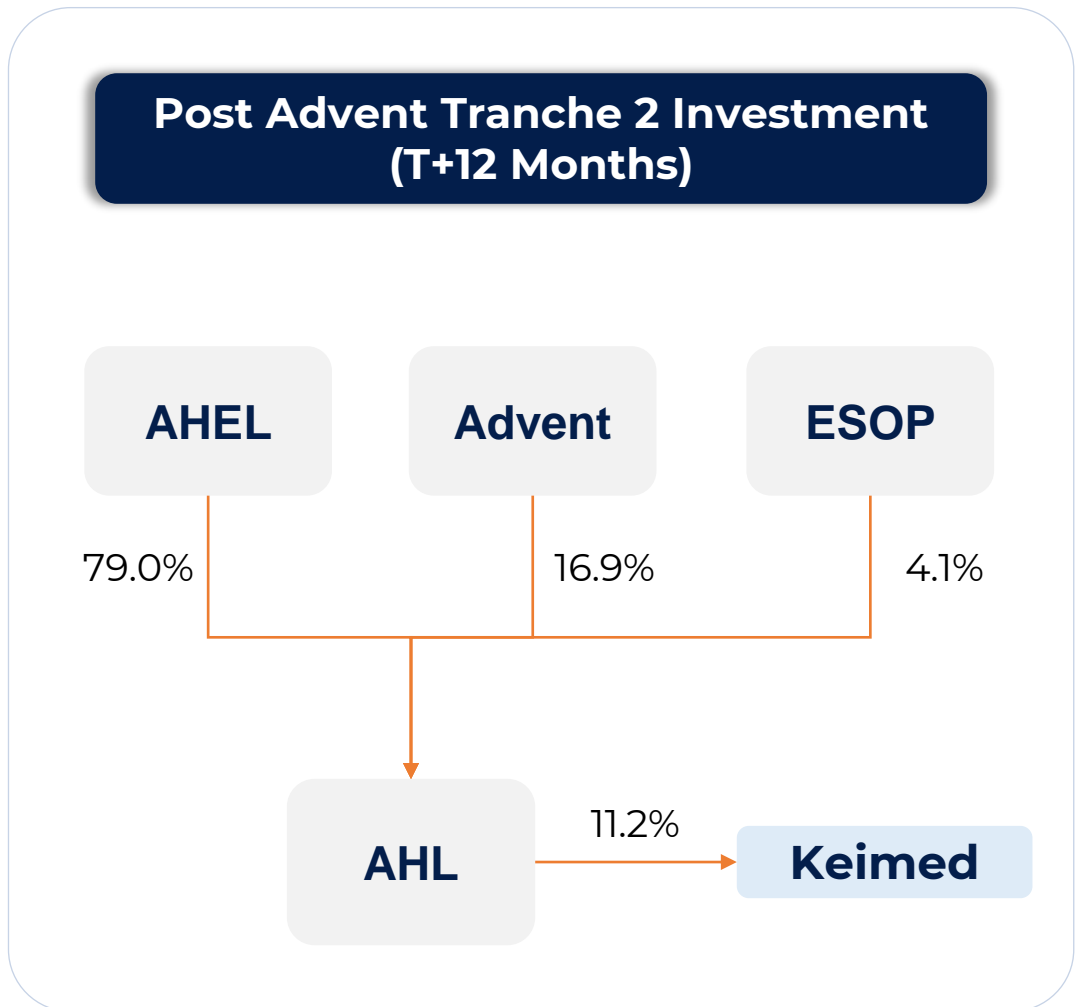 Post Advent Tranche 2 Investment
(T+12 Months)
AHEL
Advent
ESOP
79.0%
16.9%
4.1%
AHL
11.2%
Keimed